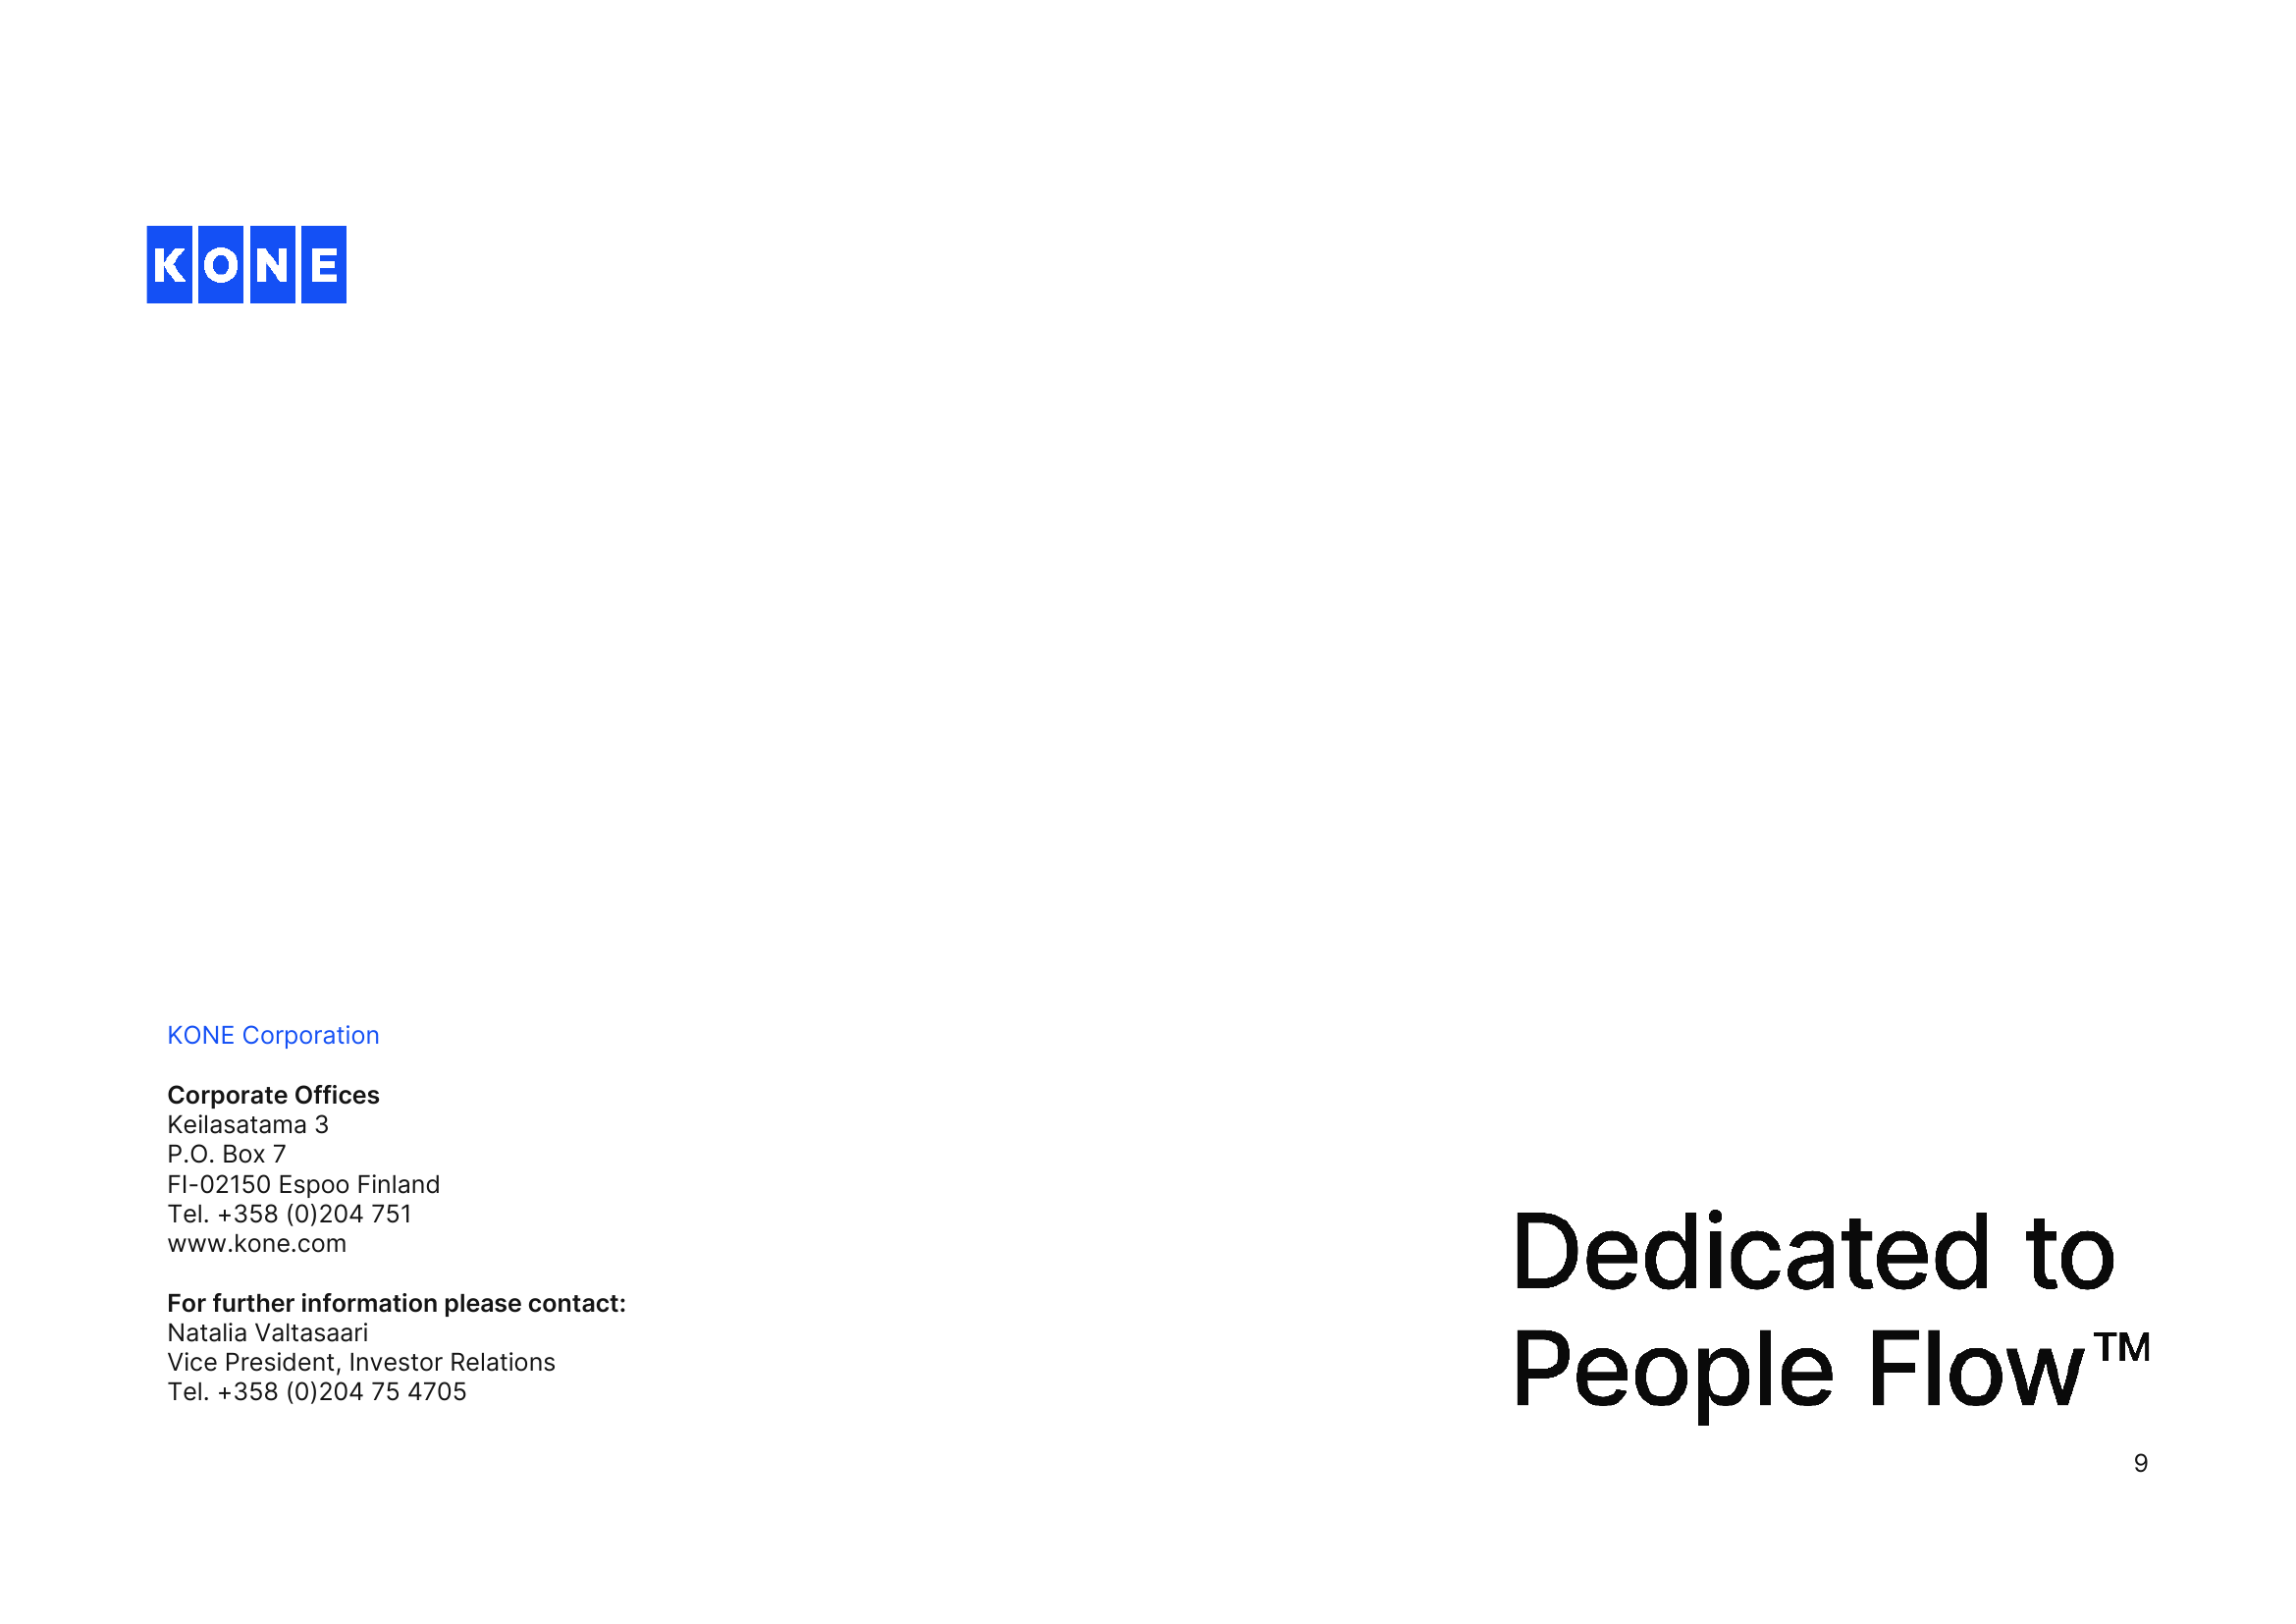 KONE
KONE Corporation
Corporate Offices
Keilasatama 3
P.O. Box 7
FI-02150 Espoo Finland
Tel. +358 (0)204 751
www.kone.com
For further information please contact:
Natalia Valtasaari
Vice President, Investor Relations
Tel. +358 (0)204 75 4705
Dedicated to
People Flow™
9